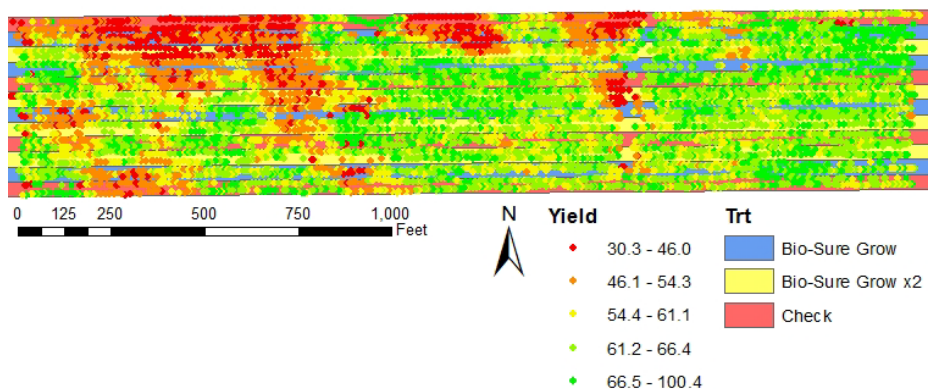 0 125 250 500 750 1,000
Feet
N
Yield
30.3 - 46.0
46.1 - 54.3
54.4 - 61.1
61.2 - 66.4
66.5 - 100.4
Trt
Bio-Sure Grow
Bio-Sure Grow x2
Check